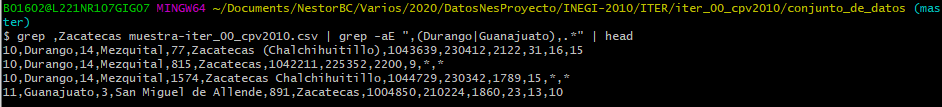 B01602@L221NR107GIG07 MINGW64 ~/Documents/NestorBC/Varios/2020/DatosNesProyecto/INEGI-2010/ITER/iter_00_cpv2010/conjunto_de_datos (mas
ter)
$ grep ,Zacatecas muestra-iter_00_cpv2010.csv | grep -aE ",(Durango|Guanajuato),.*" | head
10,Durango,14,Mezquital,77,Zacatecas (Chalchihuitillo),1043639,230412,2122,31,16,15
10,Durango,14,Mezquital,815,Zacatecas,1042211,225352,2200,9,*,*
10,Durango,14,Mezquital,1574,Zacatecas Chalchihuitillo,1044729,230342,1789,15,*,*
11,Guanajuato,3,San Miguel de Allende,891,Zacatecas,1004850,210224,1860,23,13,10